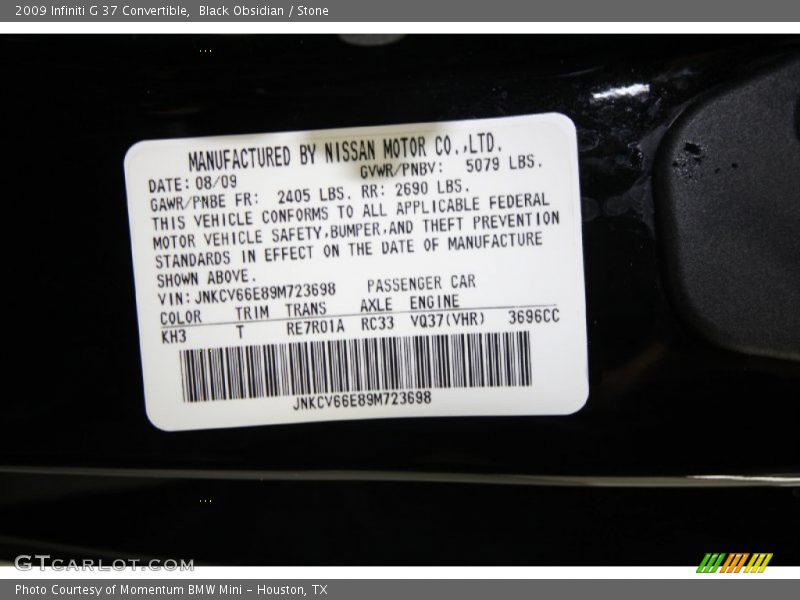 2009 Infiniti G 37 Convertible,  Black Obsidian / Stone
MANUFACTURED BY NISSAN MOTOR CO.,LTD.
DATE: 08/09 GVWR/PNBV: 5079 LBS.
GAWR/PNBE FR: 2405 LBS. RR: 2690 LBS.
THIS VEHICLE CONFORMS TO ALL APPLICABLE FEDERAL
MOTOR VEHICLE SAFETY,BUMPER,AND THEFT PREVENTION
STANDARDS IN EFFECT ON THE DATE OF MANUFACTURE
SHOWN ABOVE.
VIN: JNKCV66E89M723698 PASSENGER CAR
COLOR TRIM TRANS AXLE ENGINE
KH3 T RE7R01A RC33 VQ37(VHR) 3696CC
JNKCV66E89M723698
GTCARLOT.COM
Photo Courtesy of Momentum BMW Mini - Houston, TX